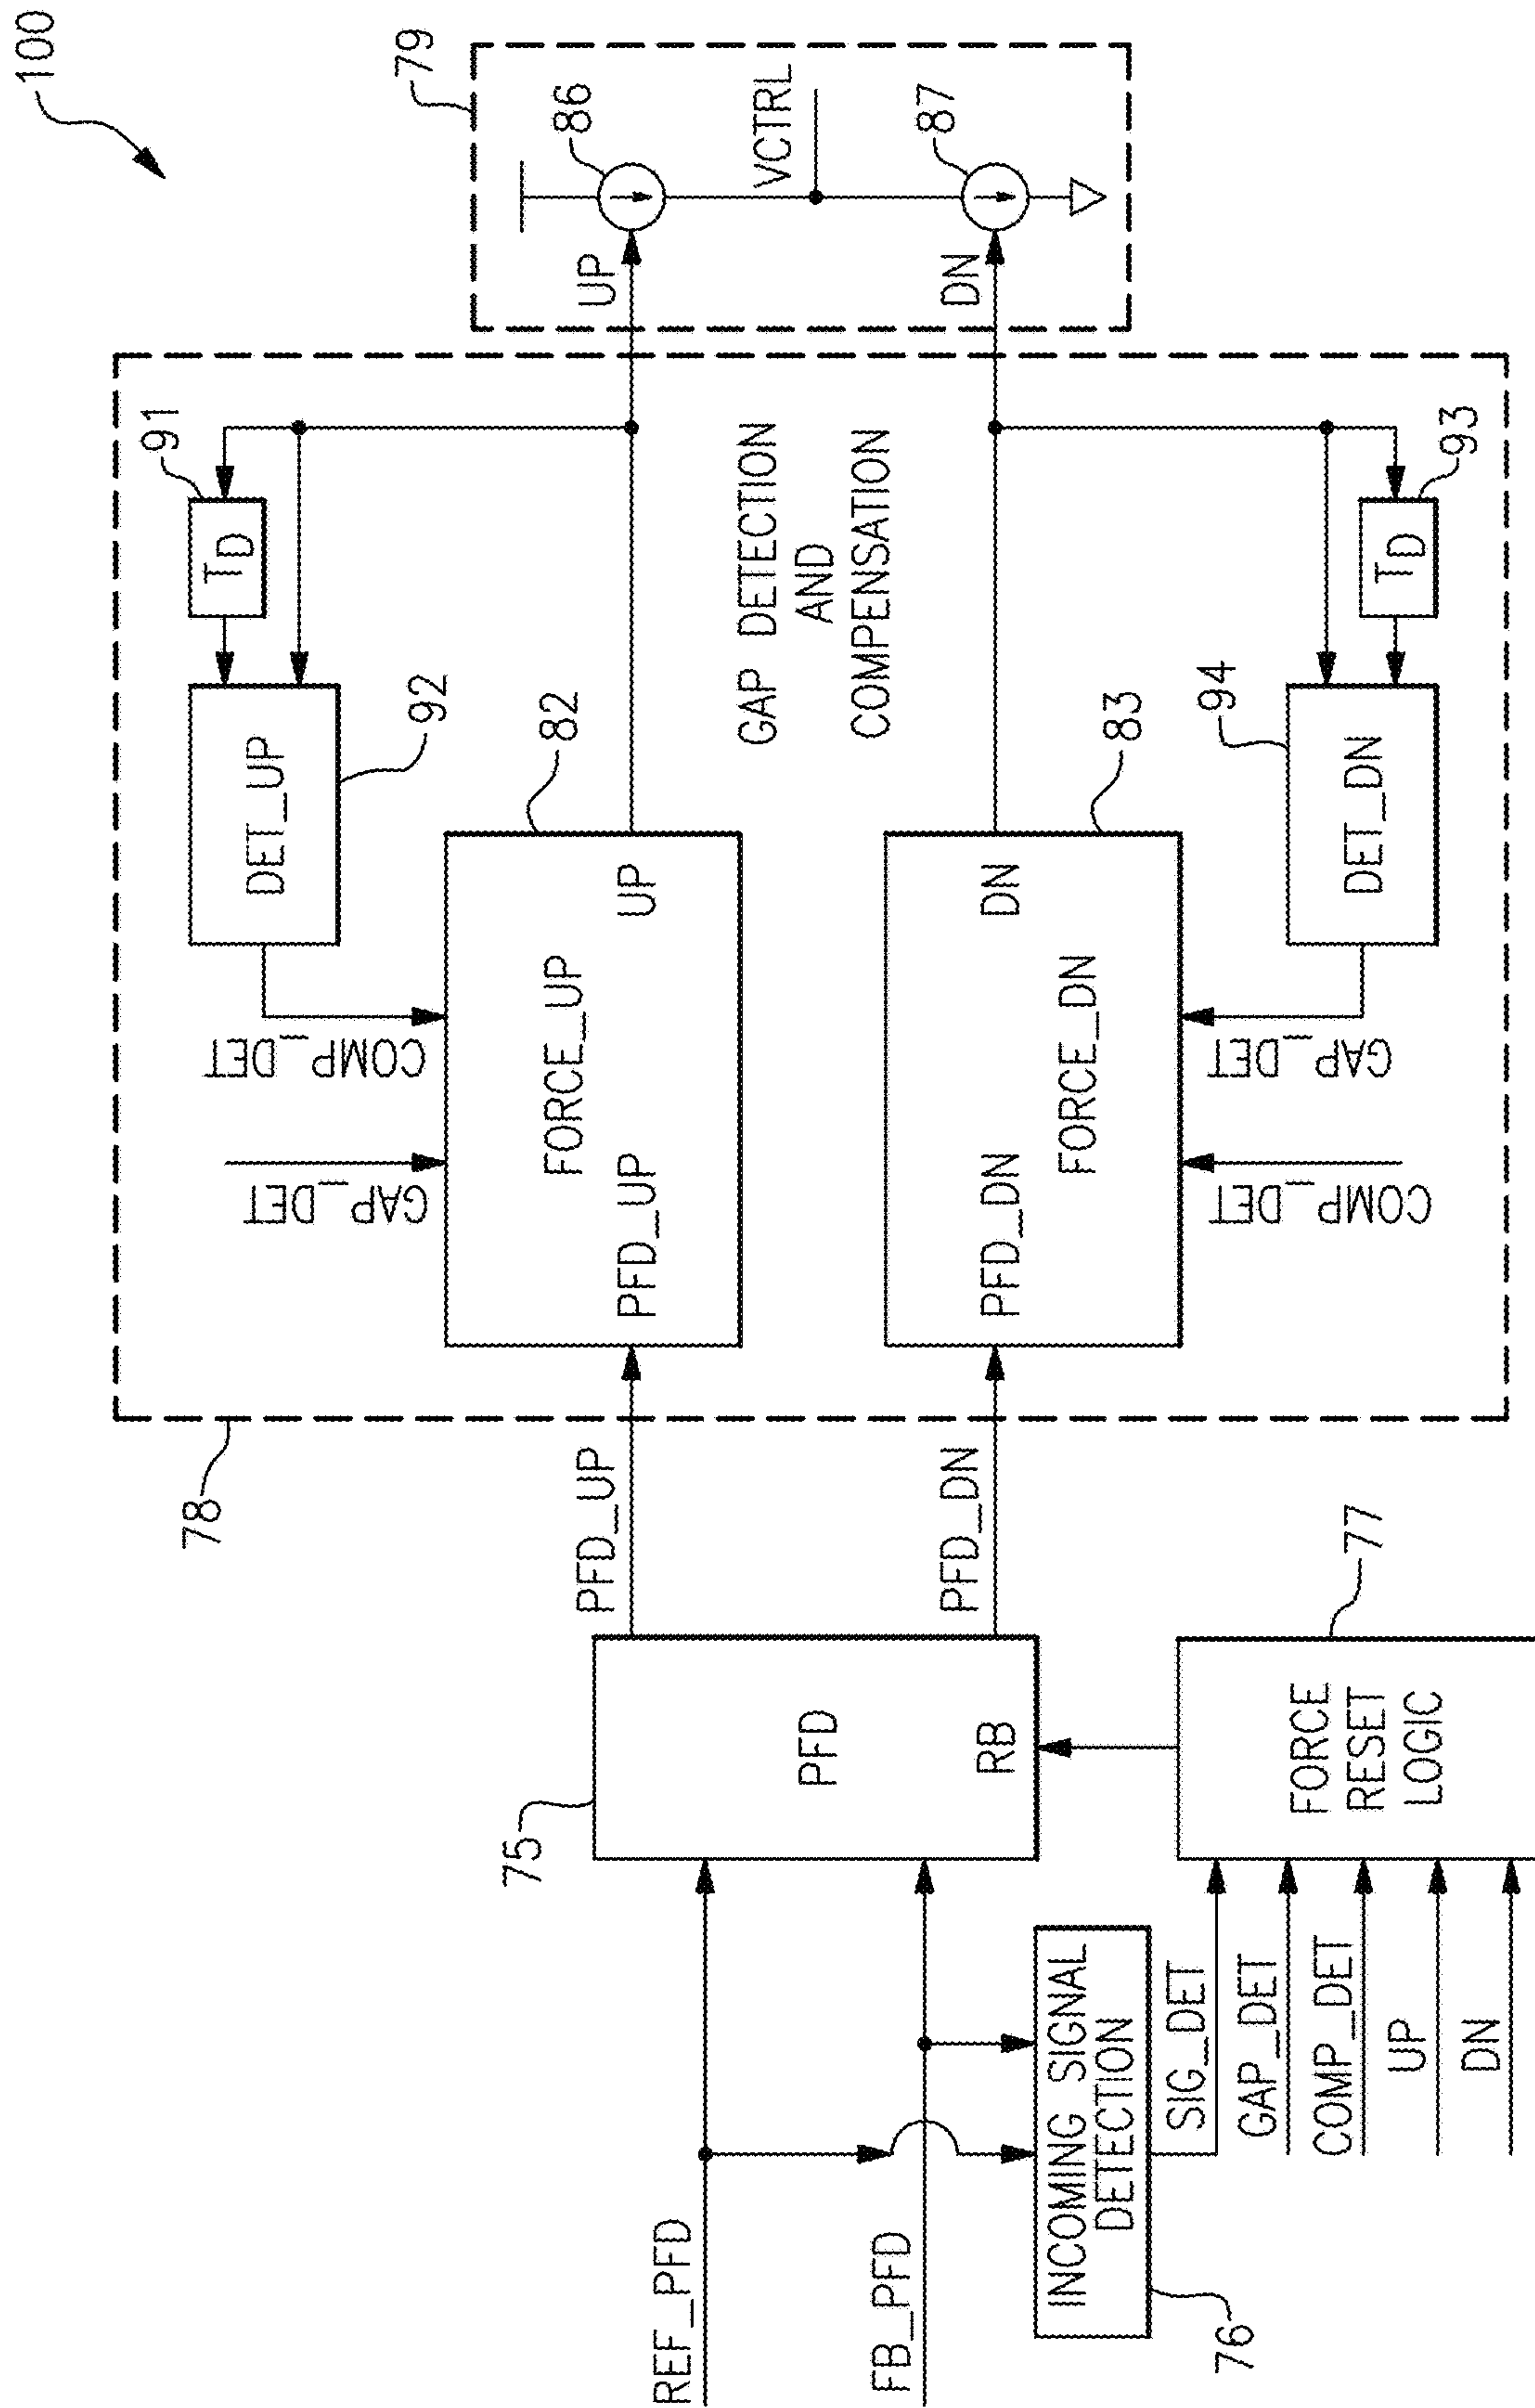 100
REF_PFD
FB_PFD
INCOMING SIGNAL
DETECTION
76
SIG_DET
GAP_DET
COMP_DET
UP
DN
75
PFD
RB
FORCE
RESET
LOGIC
77
PFD_UP
PFD_DN
78
GAP_DET
COMP_DET
PFD_UP
FORCE_UP
UP
82
DET_UP
92
TD
91
GAP DETECTION
AND
COMPENSATION
PFD_DN
FORCE_DN
DN
83
COMP_DET
GAP_DET
DET_DN
94
TD
93
79
UP
86
VCTRL
DN
87